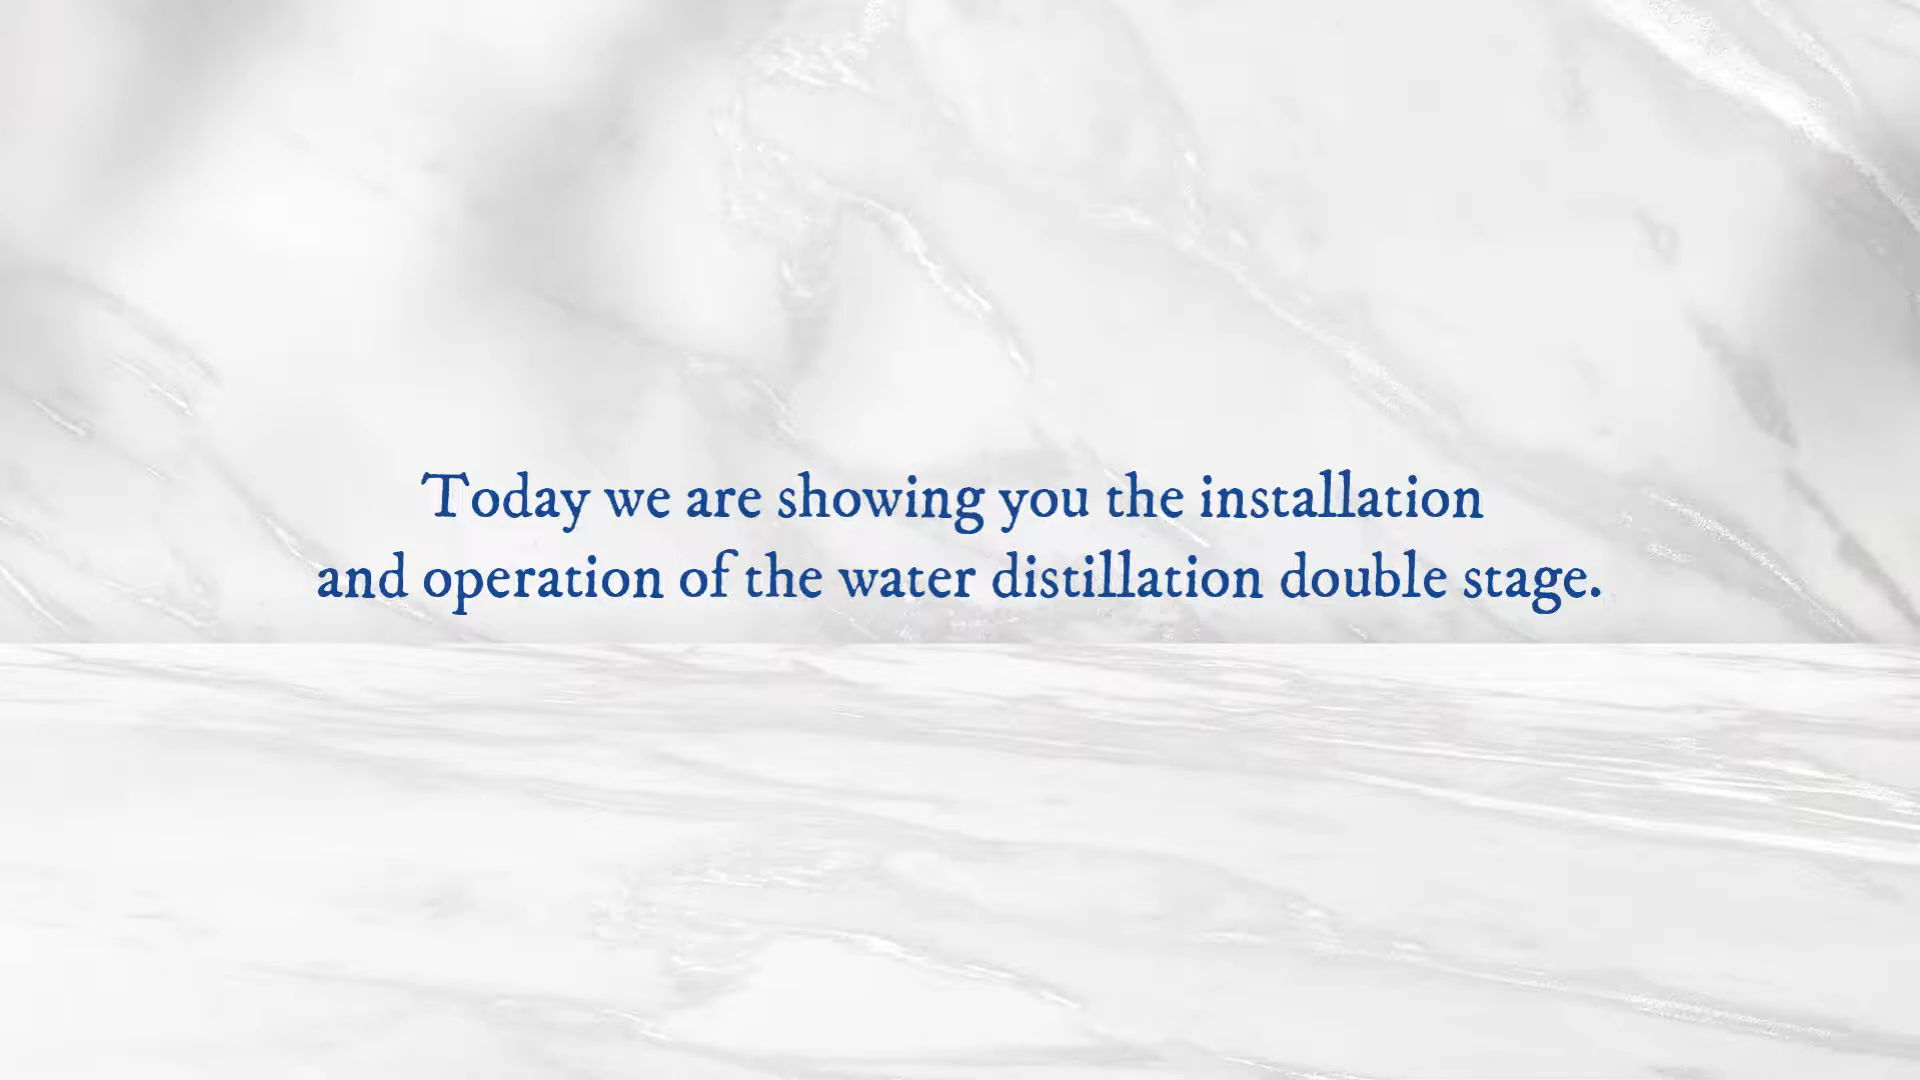 Today we are showing you the installation
and operation of the water distillation double stage.